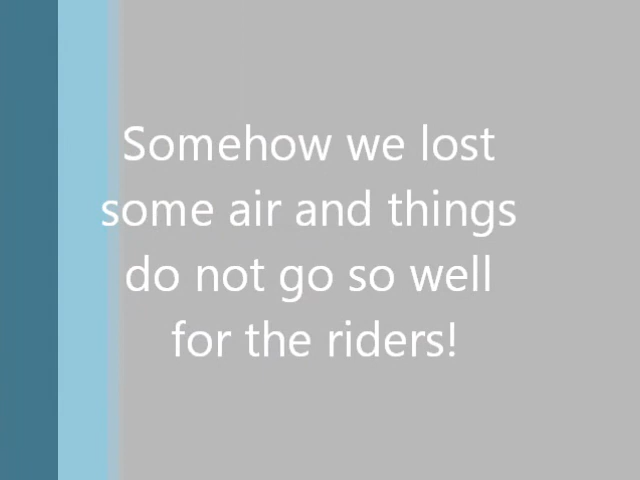 Somehow we lost
some air and things
do not go so well
for the riders!